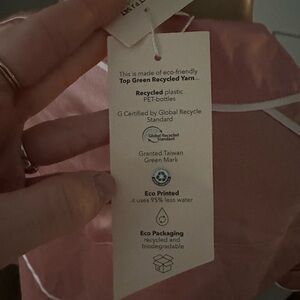 This is made of eco-friendly
Top Green Recycled Yarn...
Recycled plastic
PET-bottles
G Certified by Global Recycle
Standard
Global Recycled
Standard
Granted Taiwan
Green Mark
Eco Printed
it uses 95% less water
Eco Packaging
recycled and
biodegradable